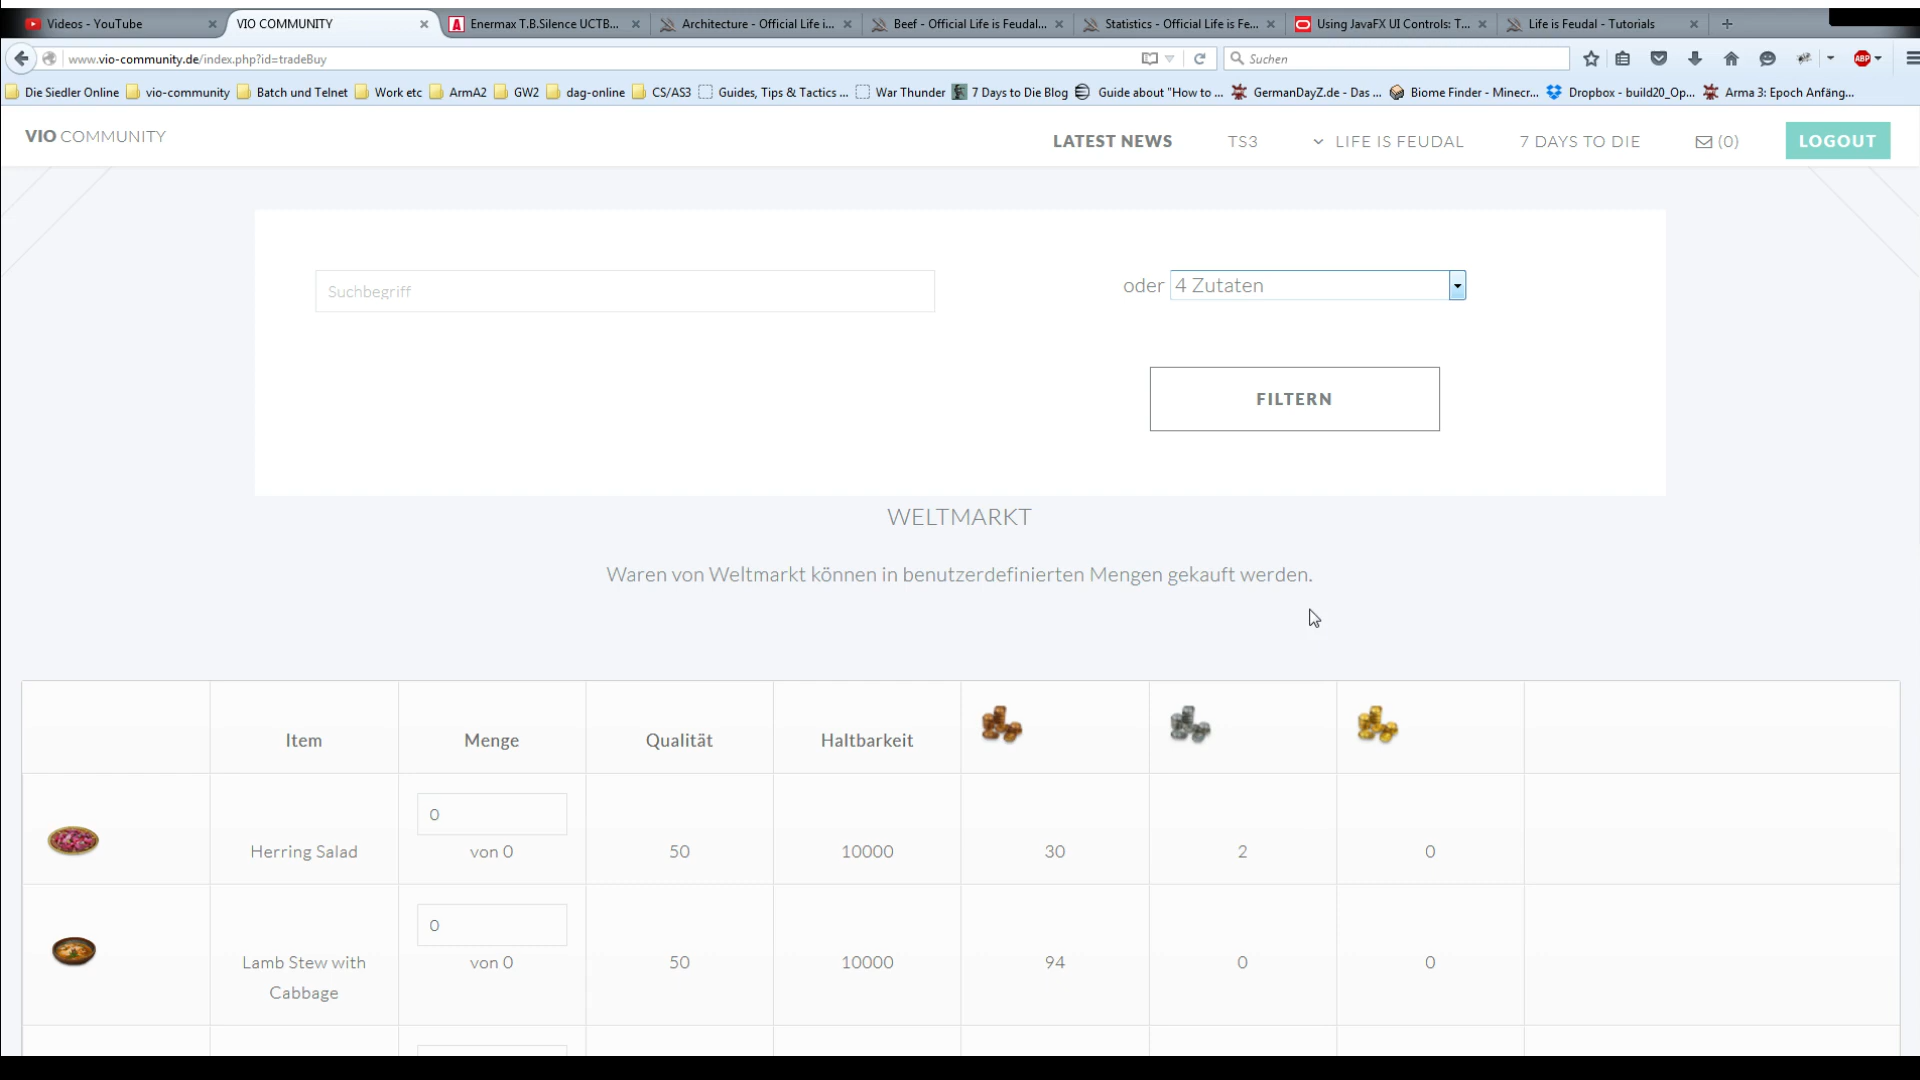 Videos - YouTube
VIO COMMUNITY
Enermax T.B.Silence UCTB...
Architecture - Official Life i...
Beef - Official Life is Feudal...
Statistics - Official Life is Fe...
Using JavaFX UI Controls: T...
Life is Feudal - Tutorials
www.vio-community.de/index.php?id=tradeBuy
Suchen
ABP
Die Siedler Online
vio-community
Batch und Telnet
Work etc
ArmA2
GW2
dag-online
CS/AS3
Guides, Tips & Tactics ...
War Thunder
7 Days to Die Blog
Guide about "How to ...
GermanDayZ.de - Das ...
Biome Finder - Minecr...
Dropbox - build20_Op...
Arma 3: Epoch Anfäng...
VIO COMMUNITY
LATEST NEWS
TS3
LIFE IS FEUDAL
7 DAYS TO DIE
(0)
LOGOUT
Suchbegriff
oder 4 Zutaten
FILTERN
WELTMARKT
Waren von Weltmarkt können in benutzerdefinierten Mengen gekauft werden.
Item Menge Qualität Haltbarkeit
0
Herring Salad von 0 50 10000 30 2 0
0
Lamb Stew with von 0 50 10000 94 0 0
Cabbage